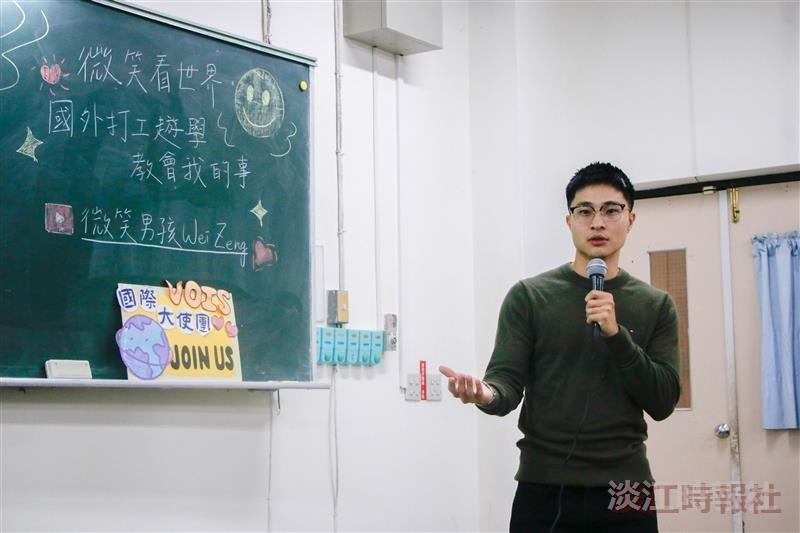 微笑看世界
國外打工遊學
教會我的事
微笑男孩Wei Zeng
國際 VOIS
大使團
JOIN US
淡江時報社